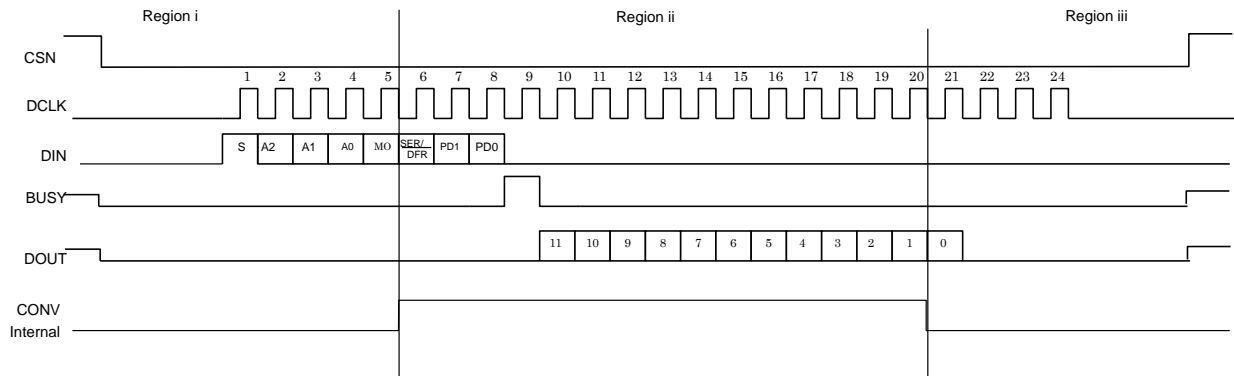 Region i Region ii Region iii
CSN
1 2 3 4 5 6 7 8 9 10 11 12 13 14 15 16 17 18 19 20 21 22 23 24
DCLK
DIN S A2 A1 A0 MO SER/DFR PD1 PD0
BUSY
DOUT 11 10 9 8 7 6 5 4 3 2 1 0
CONV
Internal